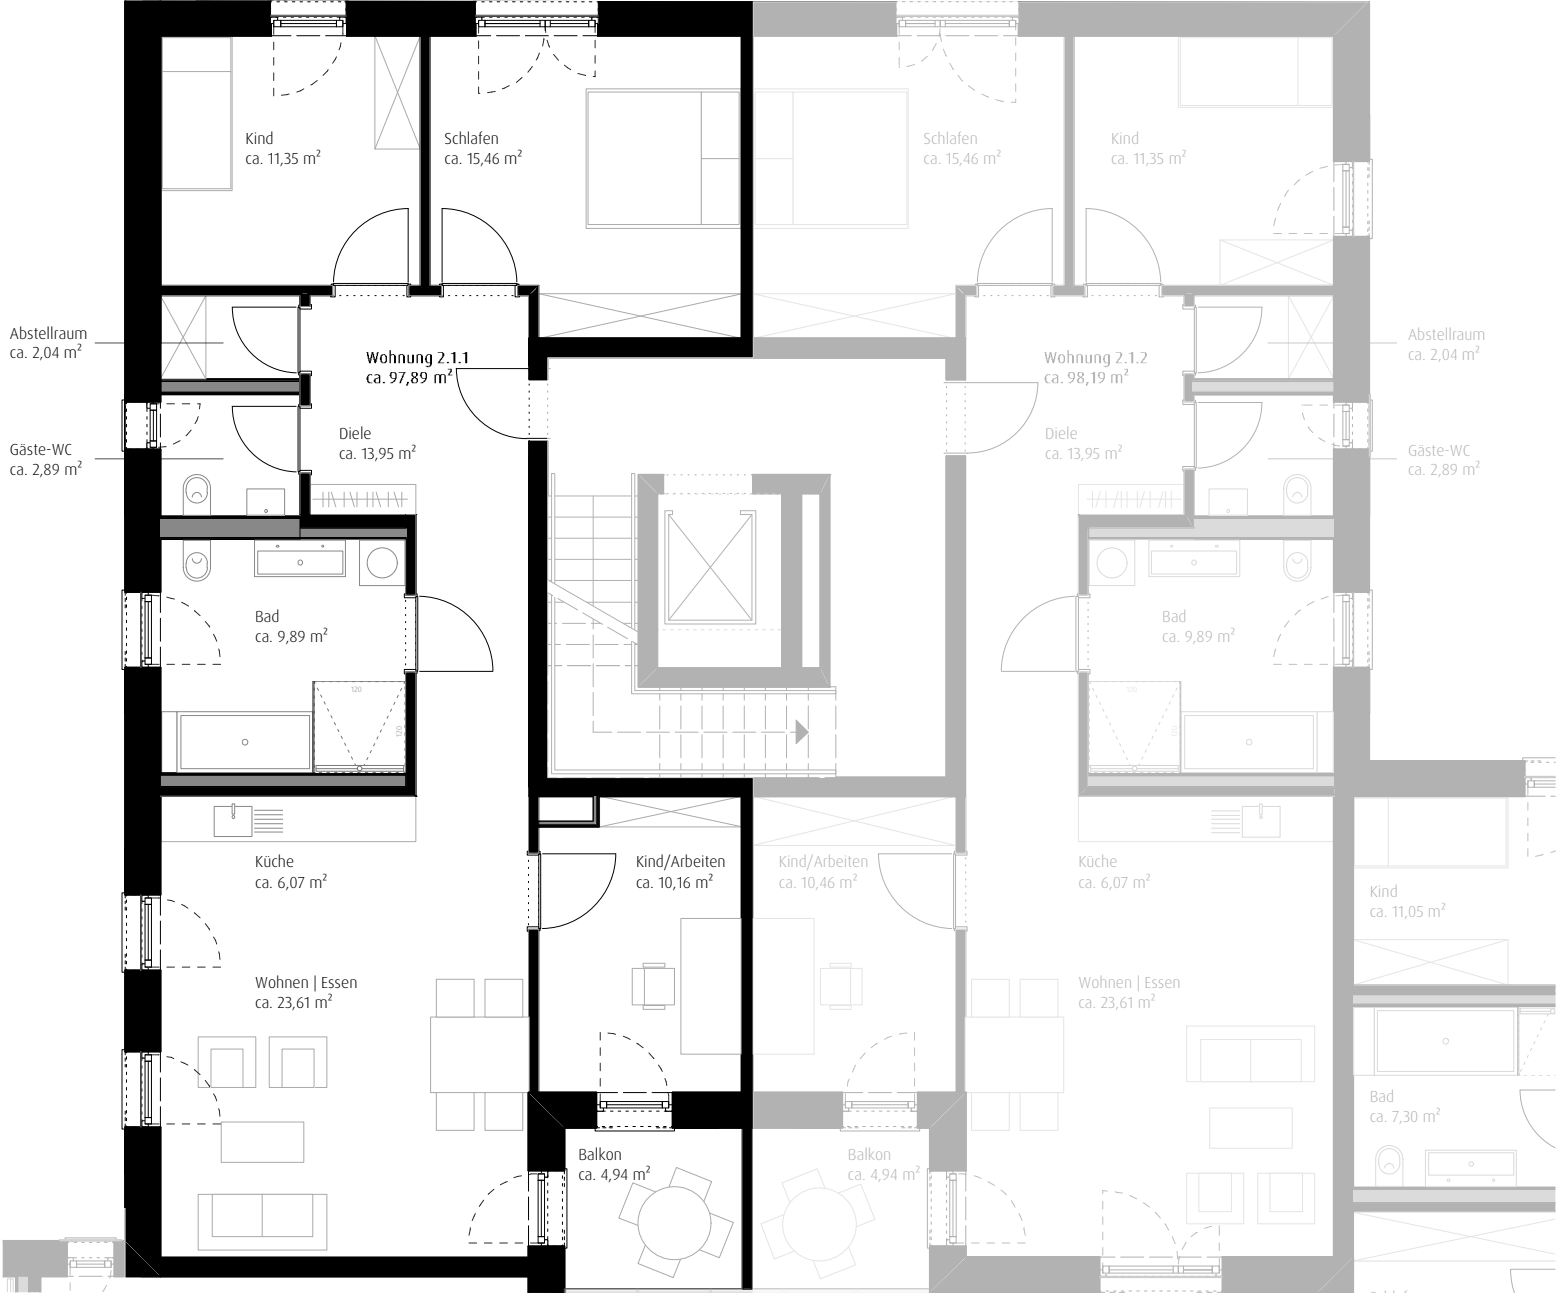 Kind
ca. 11,35 m²
Schlafen
ca. 15,46 m²
Schlafen
ca. 15,46 m²
Kind
ca. 11,35 m²
Abstellraum
ca. 2,04 m²
Wohnung 2.1.1
ca. 97,89 m²
Wohnung 2.1.2
ca. 98,19 m²
Abstellraum
ca. 2,04 m²
Gäste-WC
ca. 2,89 m²
Diele
ca. 13,95 m²
Diele
ca. 13,95 m²
Gäste-WC
ca. 2,89 m²
Bad
ca. 9,89 m²
Bad
ca. 9,89 m²
120
120
120
120
Küche
ca. 6,07 m²
Kind/Arbeiten
ca. 10,16 m²
Kind/Arbeiten
ca. 10,46 m²
Küche
ca. 6,07 m²
Kind
ca. 11,05 m²
Wohnen | Essen
ca. 23,61 m²
Wohnen | Essen
ca. 23,61 m²
Bad
ca. 7,30 m²
Balkon
ca. 4,94 m²
Balkon
ca. 4,94 m²